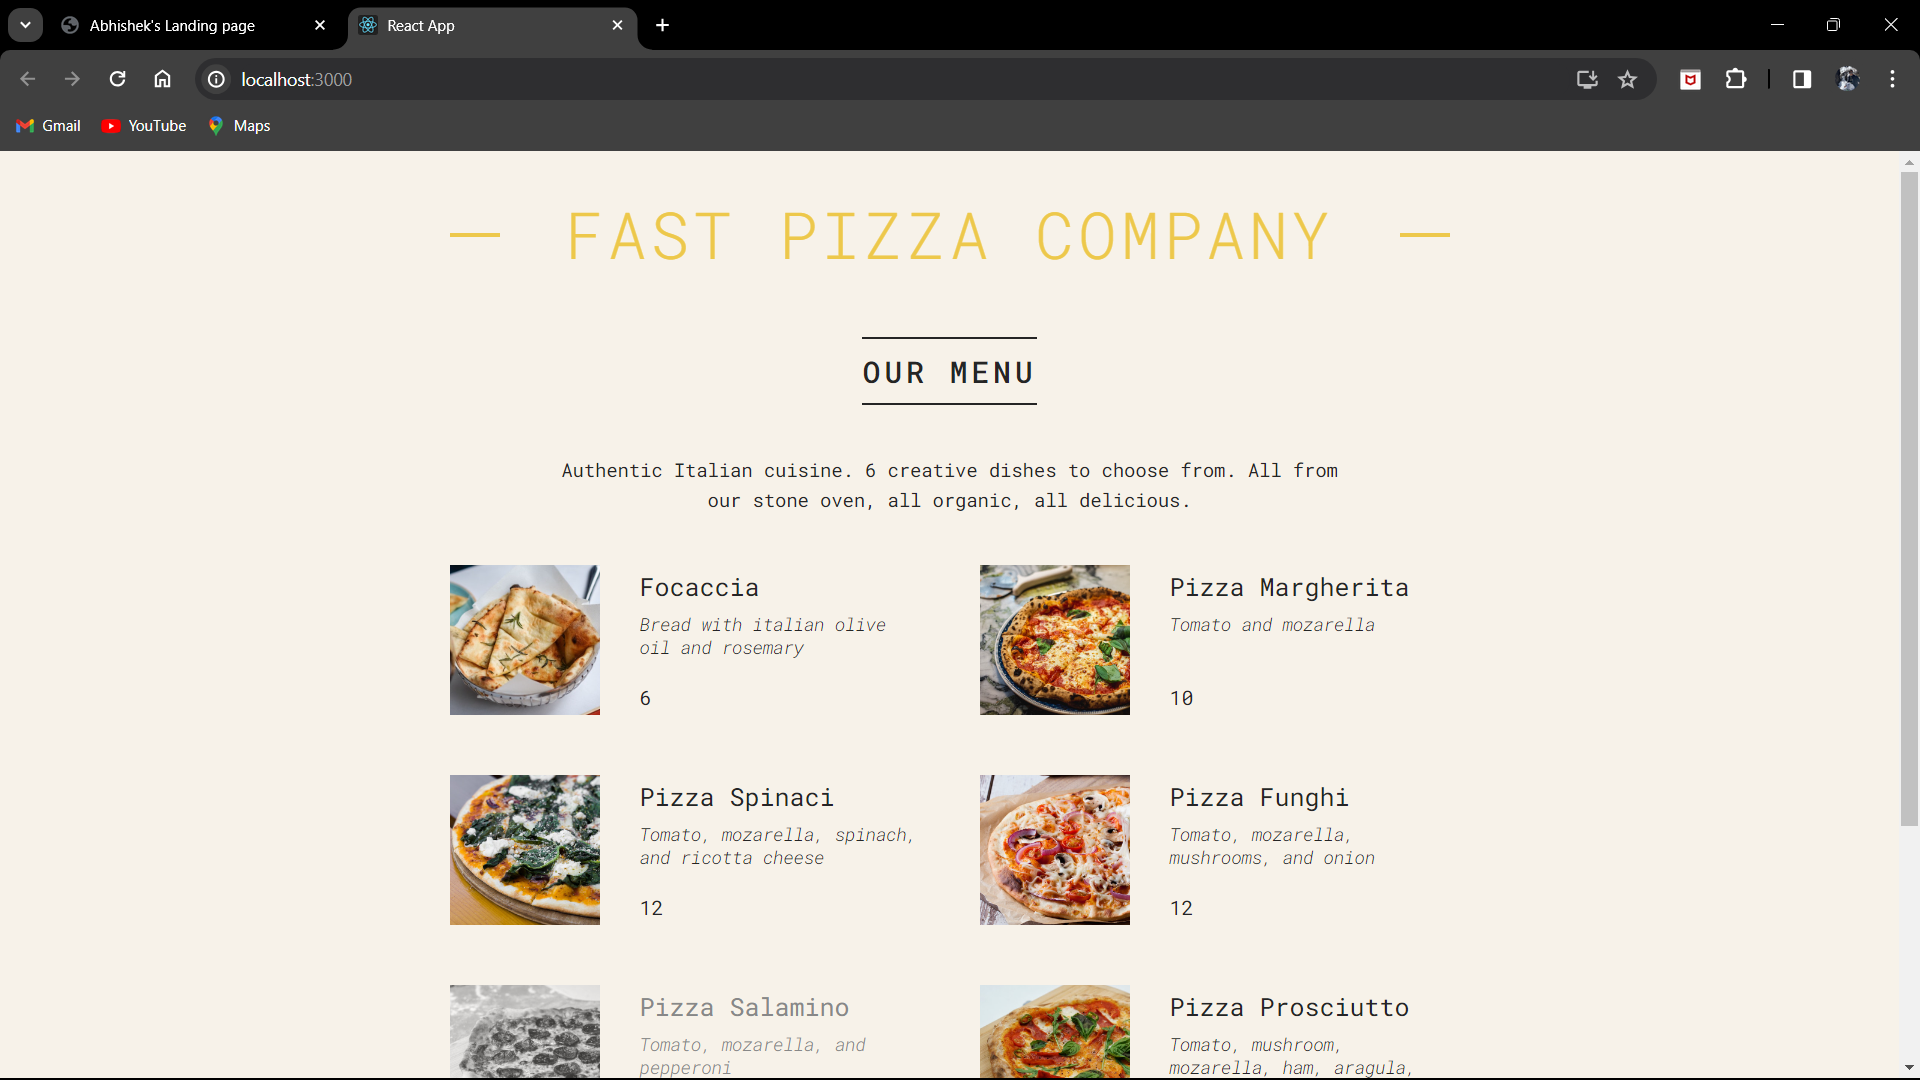 Abhishek's Landing page
React App
localhost:3000
Gmail
YouTube
Maps
FAST PIZZA COMPANY
OUR MENU
Authentic Italian cuisine. 6 creative dishes to choose from. All from
our stone oven, all organic, all delicious.
Focaccia
Bread with italian olive
oil and rosemary
6
Pizza Margherita
Tomato and mozarella
10
Pizza Spinaci
Tomato, mozarella, spinach,
and ricotta cheese
12
Pizza Funghi
Tomato, mozarella,
mushrooms, and onion
12
Pizza Salamino
Tomato, mozarella, and
pepperoni
Pizza Prosciutto
Tomato, mushroom,
mozarella, ham, aragula,